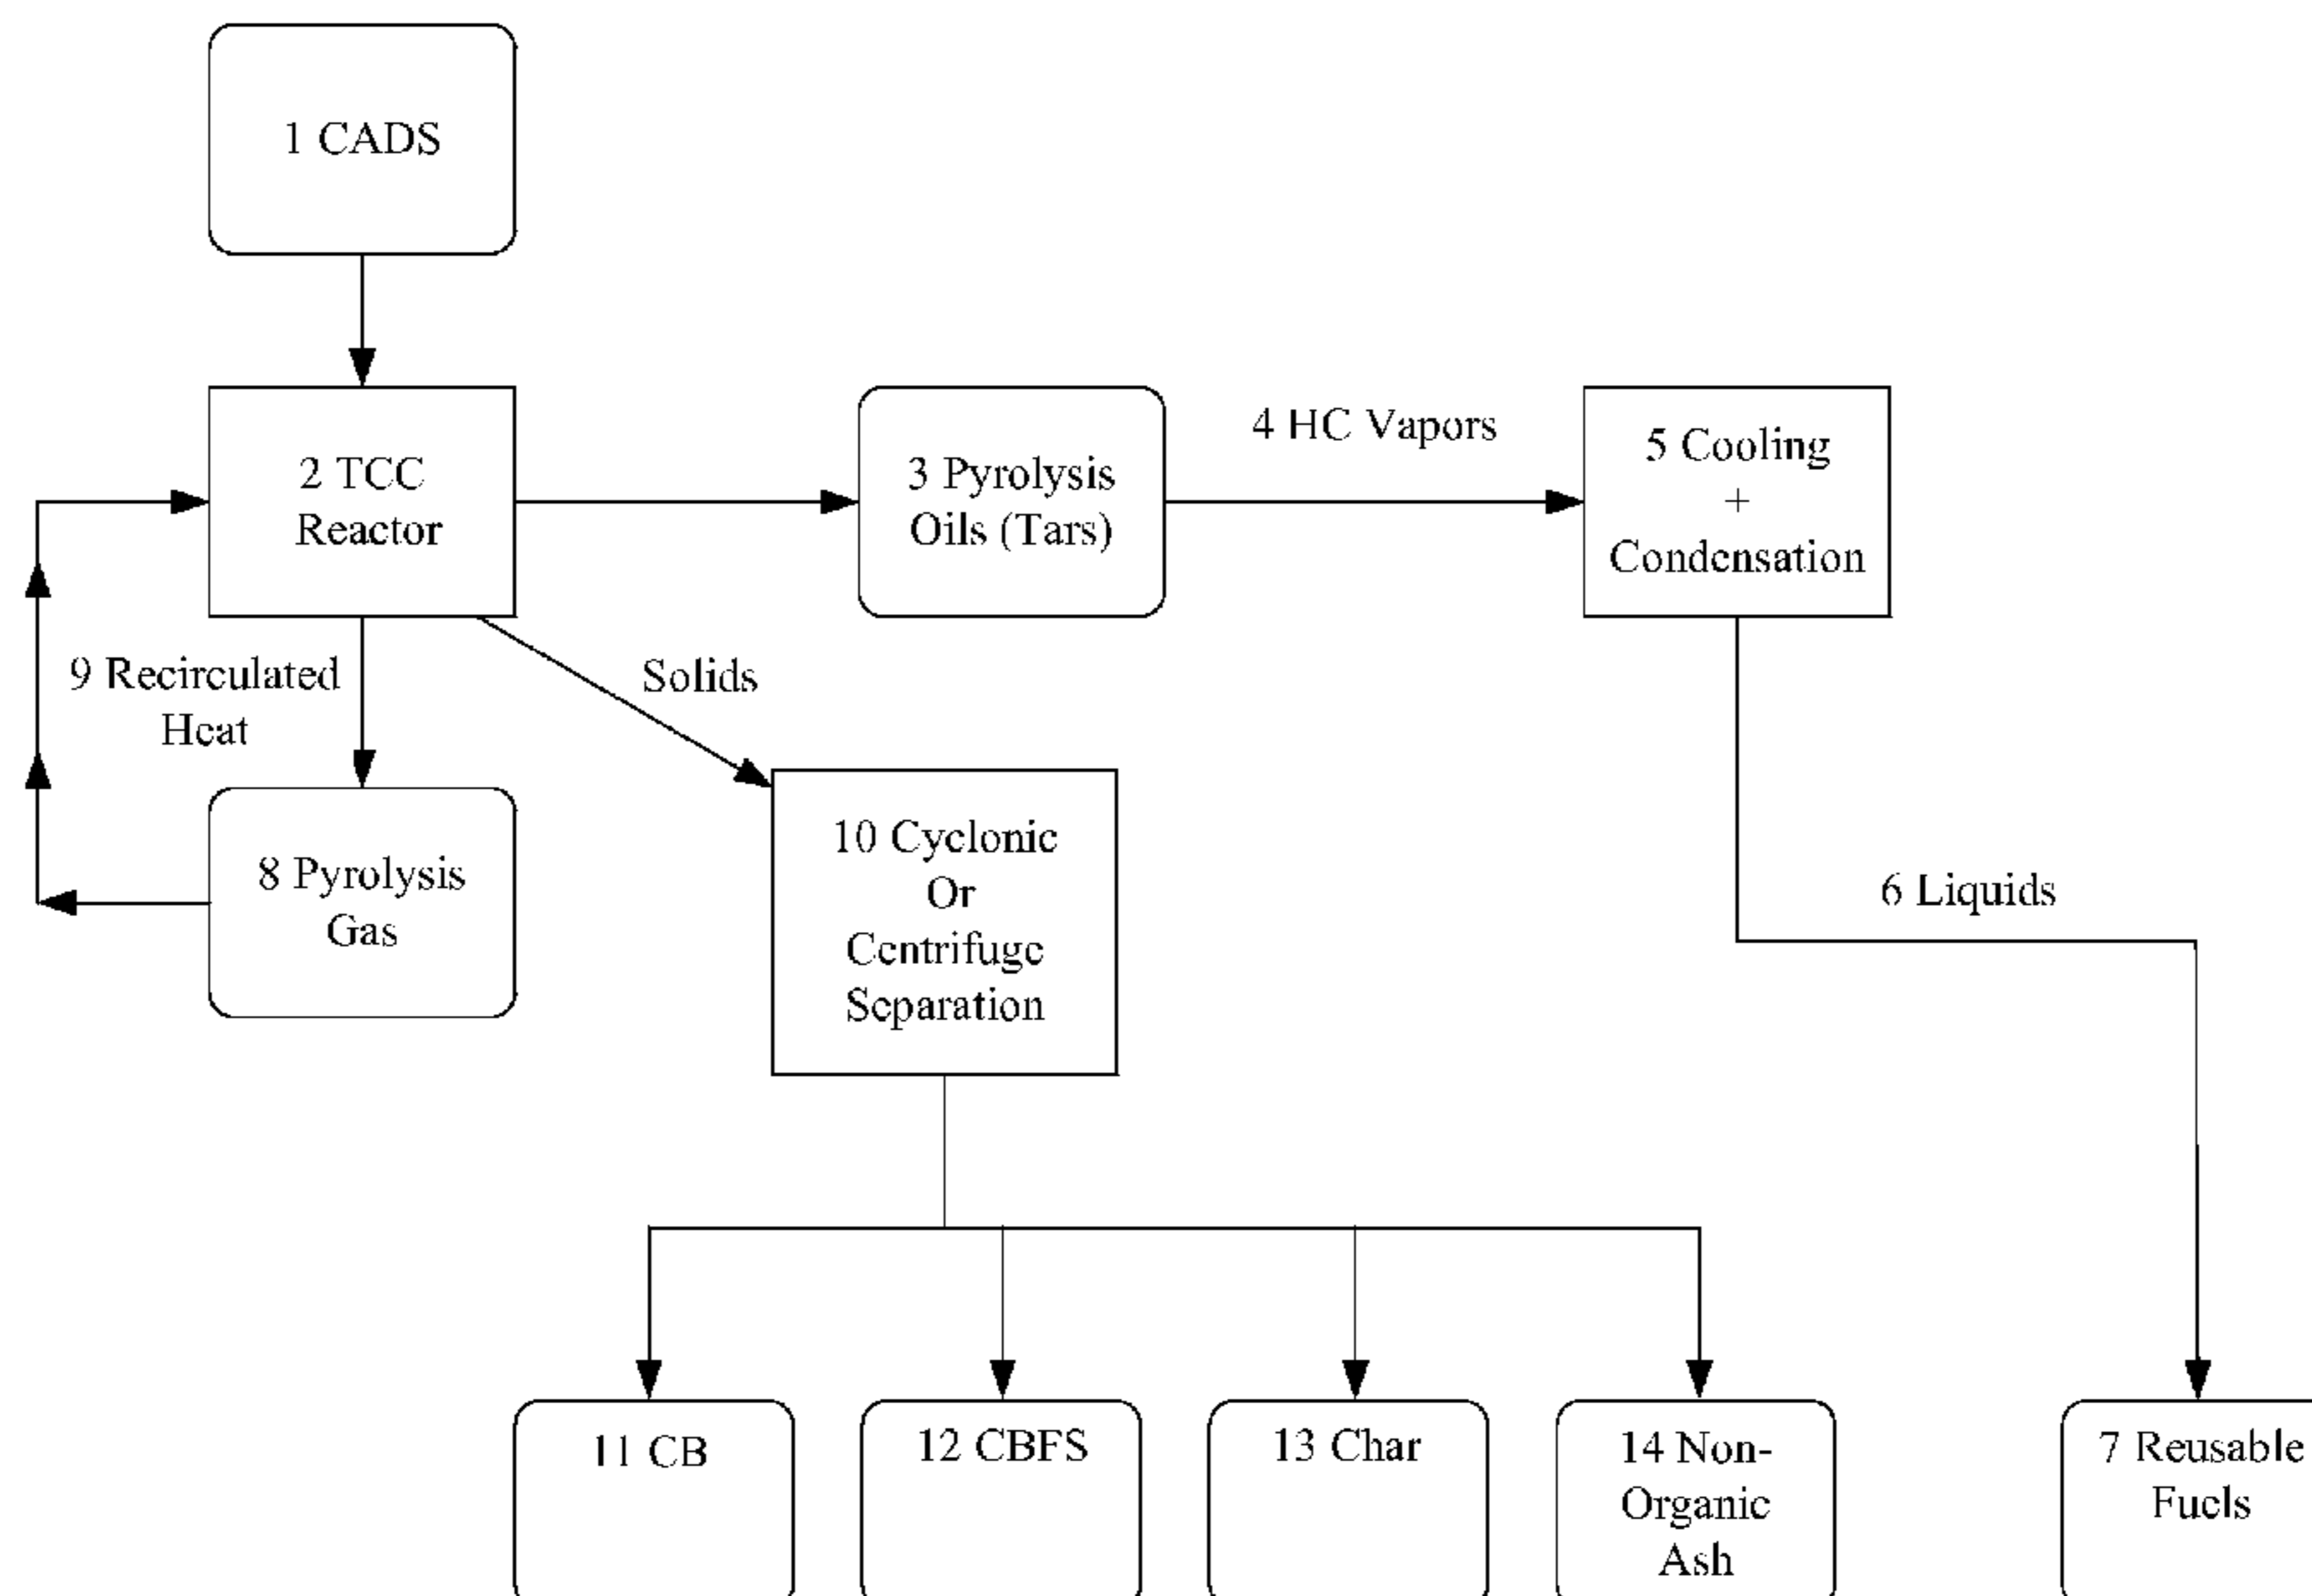 1 CADS
2 TCC
Reactor
3 Pyrolysis
Oils (Tars)
4 HC Vapors
5 Cooling
+
Condensation
9 Recirculated
Heat
Solids
8 Pyrolysis
Gas
10 Cyclonic
Or
Centrifuge
Separation
6 Liquids
11 CB
12 CBFS
13 Char
14 Non-
Organic
Ash
7 Reusable
Fuels